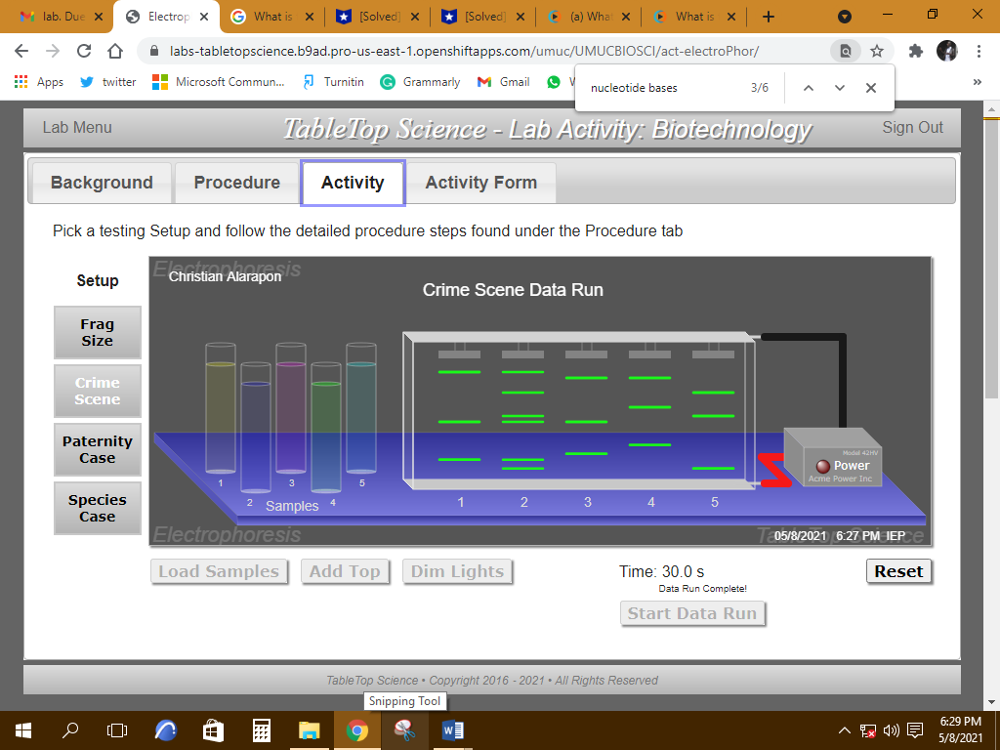 lab. Due
Electrop
What is
[Solved]
[Solved]
(a) Wha
What is
labs-tabletopscience.b9ad.pro-us-east-1.openshiftapps.com/umuc/UMUCBIOSCI/act-electroPhor/
Apps
twitter
Microsoft Commun...
Turnitin
Grammarly
Gmail
nucleotide bases 3/6
Lab Menu
TableTop Science - Lab Activity: Biotechnology
Sign Out
Background
Procedure
Activity
Activity Form
Pick a testing Setup and follow the detailed procedure steps found under the Procedure tab
Setup
Frag
Size
Crime
Scene
Paternity
Case
Species
Case
Electrophoresis
Christian Alarapon
Crime Scene Data Run
1
3
5
2
Samples
4
1 2 3 4 5
Model 42HV
Power
Acme Power Inc
Electrophoresis
TableTop Science
05/8/2021 6:27 PM IEP
Load Samples
Add Top
Dim Lights
Time: 30.0 s
Data Run Complete!
Start Data Run
Reset
TableTop Science • Copyright 2016 - 2021 • All Rights Reserved
Snipping Tool
6:29 PM
5/8/2021